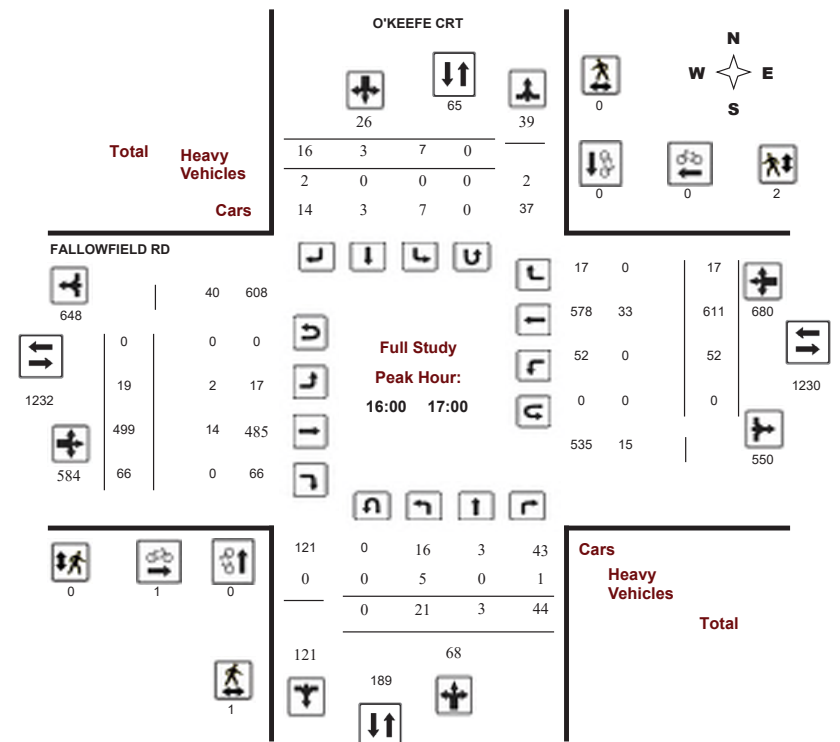 O'KEEFE CRT
N
W E
S
65
0
26 39
Total Heavy Vehicles
16 3 7 0
2 0 0 0 2
Cars 14 3 7 0 37
0 0 2
FALLOWFIELD RD
648
40 608
17 0 17
680
578 33 611
0 0 0
1232
19 2 17
52 0 52
1230
Full Study
Peak Hour:
16:00 17:00
0 0 0
499 14 485
535 15
550
584 66 0 66
121 0 16 3 43
0 0 5 0 1
0 21 3 44
Cars
Heavy
Vehicles
Total
0 1 0
121 68
189
1